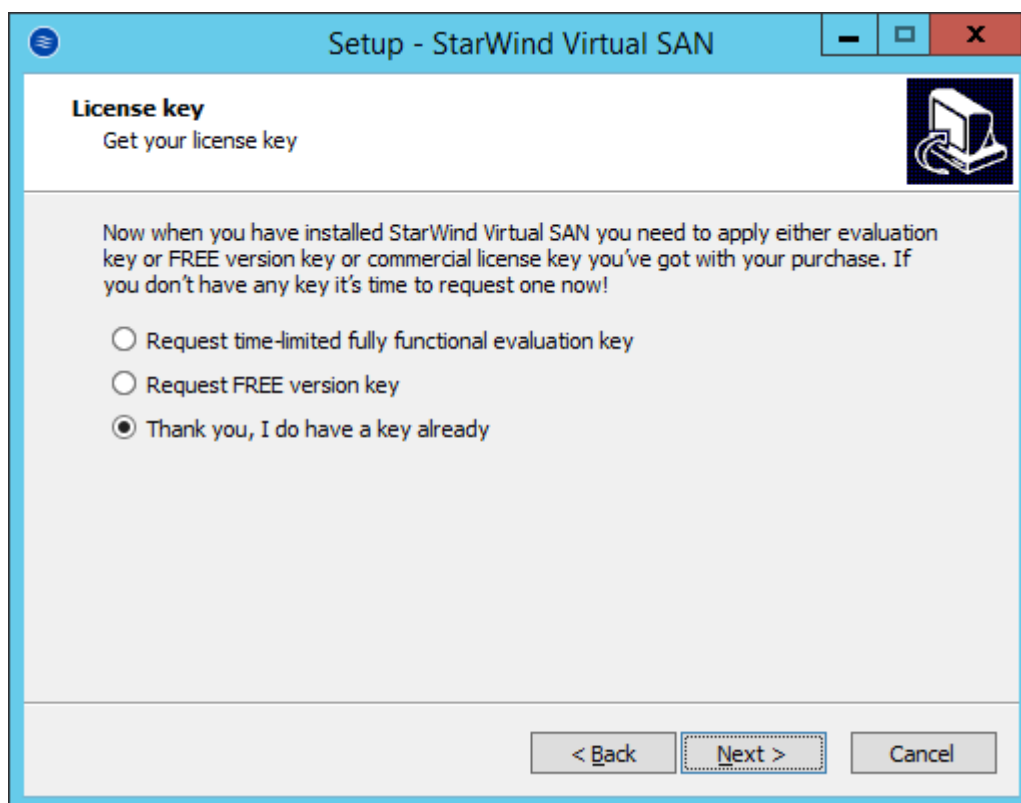 Setup - StarWind Virtual SAN
License key
Get your license key
Now when you have installed StarWind Virtual SAN you need to apply either evaluation
key or FREE version key or commercial license key you've got with your purchase. If
you don't have any key it's time to request one now!
Request time-limited fully functional evaluation key
Request FREE version key
Thank you, I do have a key already
< Back Next > Cancel